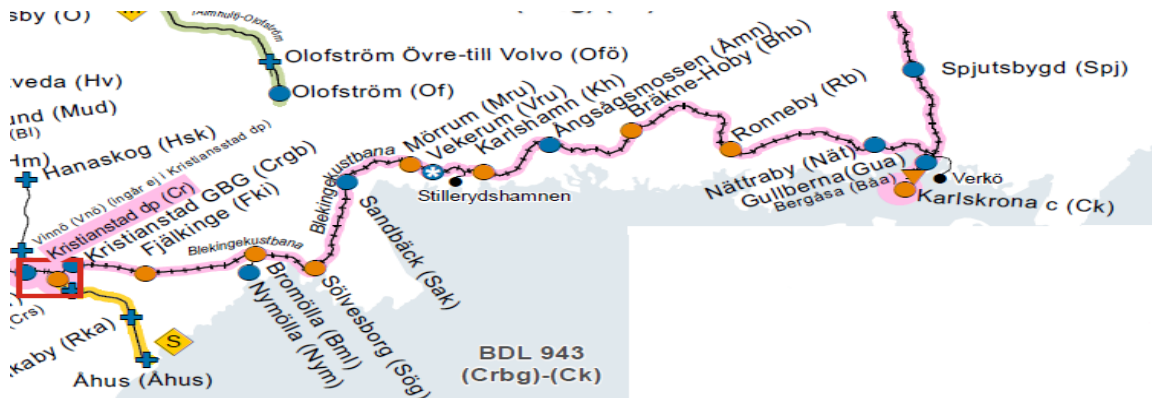 sby (O)
(Älmhult)-Olofström
Olofström Övre-till Volvo (Ofö)
Olofström (Of)
veda (Hv)
und (Mud)
(Bl)
Hm)
Hanaskog (Hsk)
Vinnö (Vnö) (ingår ej i Kristiansstad dp)
Kristianstad dp (Cr)
Kristianstad GBG (Crgb)
Fjälkinge (Fki)
Blekingekustbana
Blekingekustbana
Mörrum (Mru)
Vekerum (Vru)
Karlshamn (Kh)
Ångsågsmossen (Åmn)
Bräkne-Hoby (Bhb)
Ronneby (Rb)
Spjutsbygd (Spj)
Stillerydshamnen
Nättraby (Nät)
Gullberna(Gua)
Bergåsa (Båa)
Verkö
Karlskrona c (Ck)
Sandbäck (Sak)
Sölvesborg (Sög)
Bromölla (Bml)
Nymölla (Nym)
(Crs)
kaby (Rka)
S
Åhus (Åhus)
BDL 943
(Crbg)-(Ck)